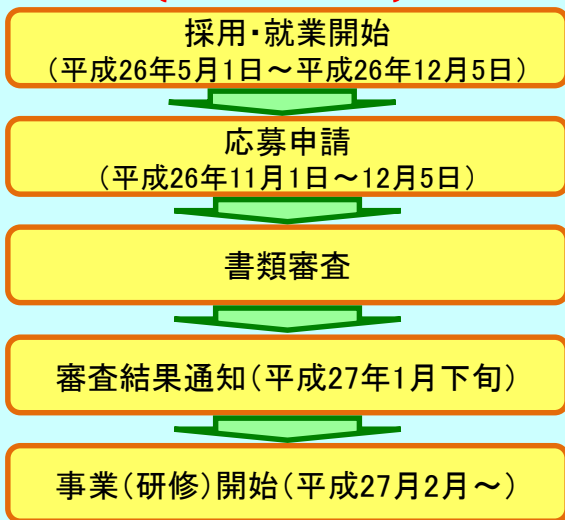 採用・就業開始
（平成26年5月1日～平成26年12月5日）
応募申請
（平成26年11月1日～12月5日）
書類審査
審査結果通知（平成27年1月下旬）
事業（研修）開始（平成27月2月～）